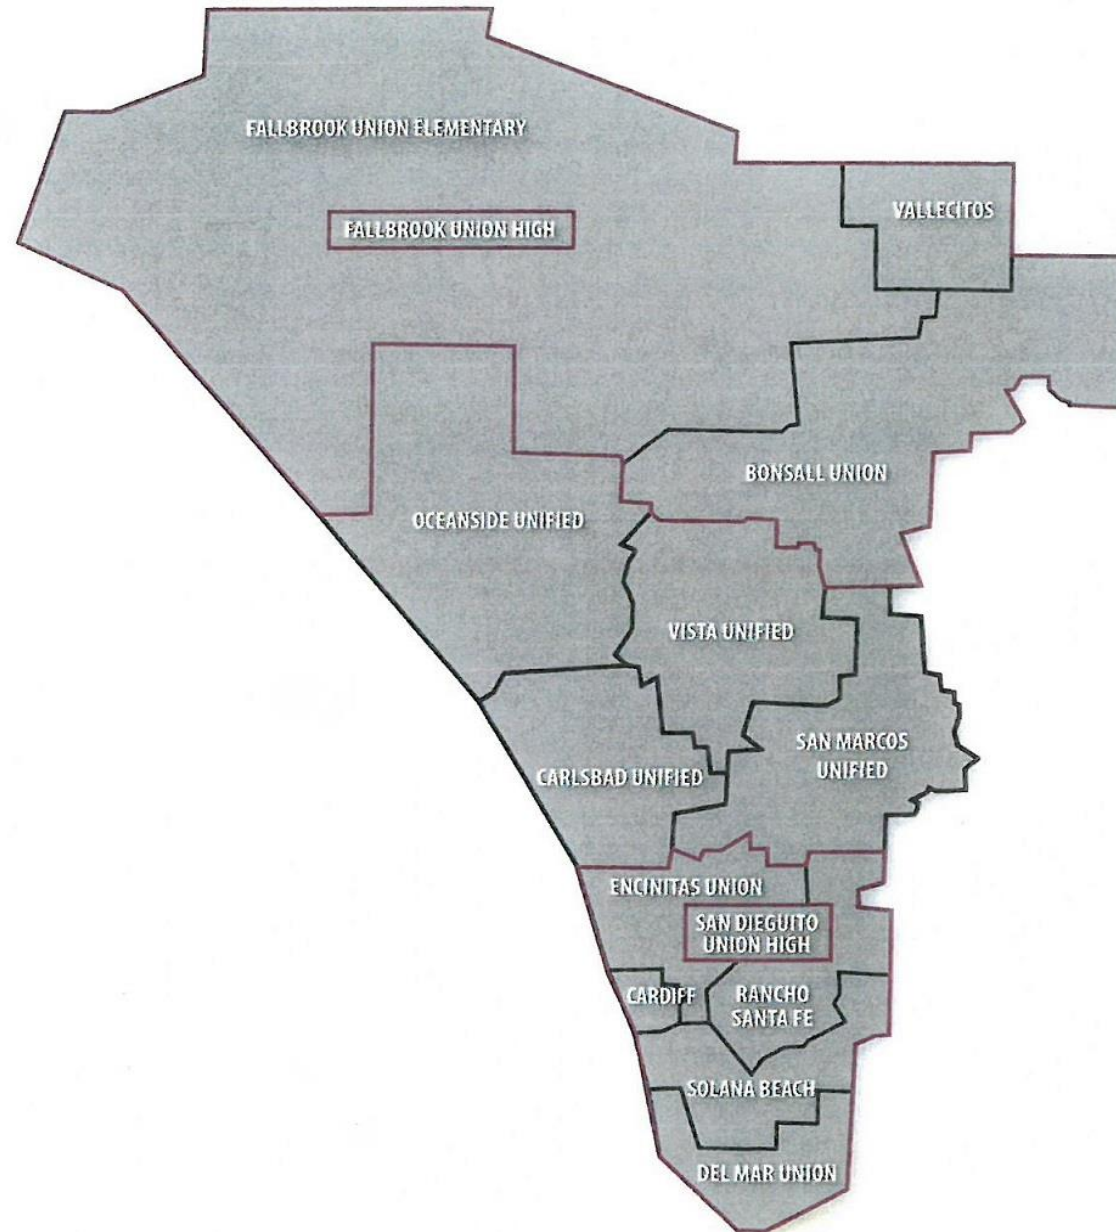 FALLBROOK UNION ELEMENTARY
VALLECITOS
FALLBROOK UNION HIGH
BONSALL UNION
OCEANSIDE UNIFIED
VISTA UNIFIED
SAN MARCOS
UNIFIED
CARLSBAD UNIFIED
ENCINITAS UNION
SAN DIEGUITO
UNION HIGH
CARDIFF
RANCHO
SANTA FE
SOLANA BEACH
DEL MAR UNION